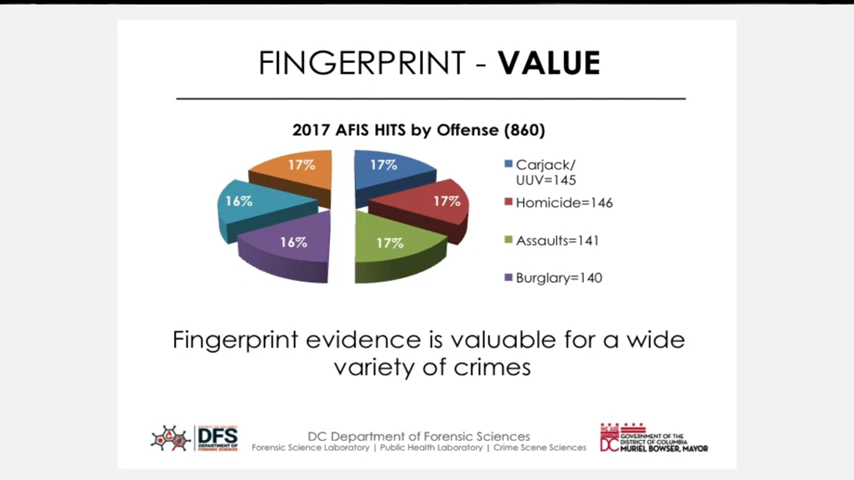 FINGERPRINT - VALUE
2017 AFIS HITS by Offense (860)
17%
17%
16%
17%
16%
17%
Carjack/
UUV=145
Homicide=146
Assaults=141
Burglary=140
Fingerprint evidence is valuable for a wide
variety of crimes
DFS
DEPARTMENT OF
FORENSIC SCIENCES
DC Department of Forensic Sciences
Forensic Science Laboratory | Public Health Laboratory | Crime Scene Sciences
WE ARE
DC
GOVERNMENT OF THE
DISTRICT OF COLUMBIA
MURIEL BOWSER, MAYOR